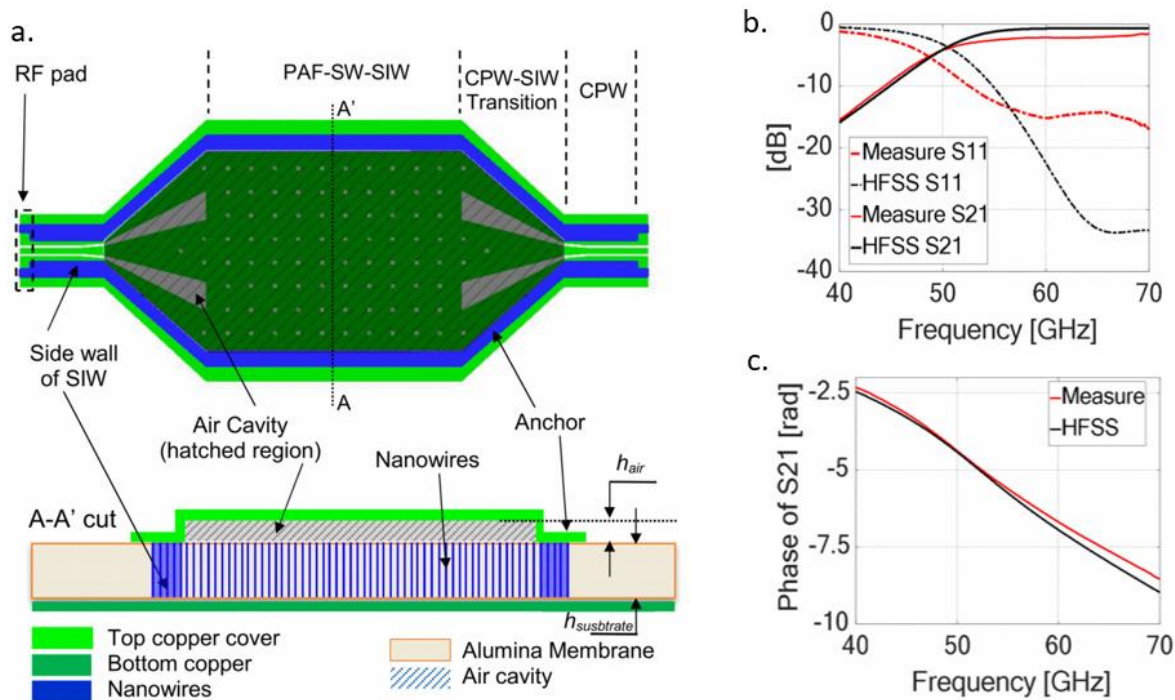 a.
RF pad
PAF-SW-SIW
CPW-SIW
Transition
CPW
A'
Side wall
of SIW
Air Cavity
(hatched region)
A
Anchor
Nanowires
h_air
A-A' cut
h_susbtrate
Top copper cover
Bottom copper
Nanowires
Alumina Membrane
Air cavity
b.
0
-10
-20
-30
-40
[dB]
Measure S11
HFSS S11
Measure S21
HFSS S21
40
50
60
70
Frequency [GHz]
c.
-2.5
-5
-7.5
-10
Phase of S21 [rad]
Measure
HFSS
40
50
60
70
Frequency [GHz]